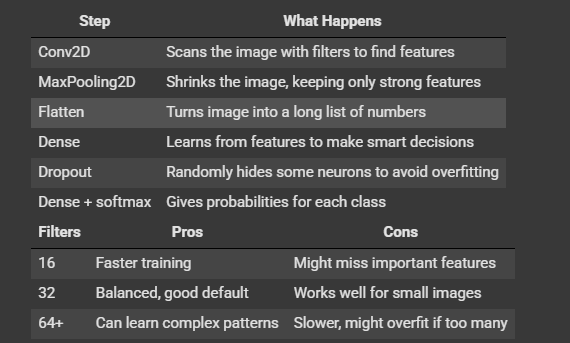 Step What Happens
Conv2D Scans the image with filters to find features
MaxPooling2D Shrinks the image, keeping only strong features
Flatten Turns image into a long list of numbers
Dense Learns from features to make smart decisions
Dropout Randomly hides some neurons to avoid overfitting
Dense + softmax Gives probabilities for each class
Filters Pros Cons
16 Faster training Might miss important features
32 Balanced, good default Works well for small images
64+ Can learn complex patterns Slower, might overfit if too many